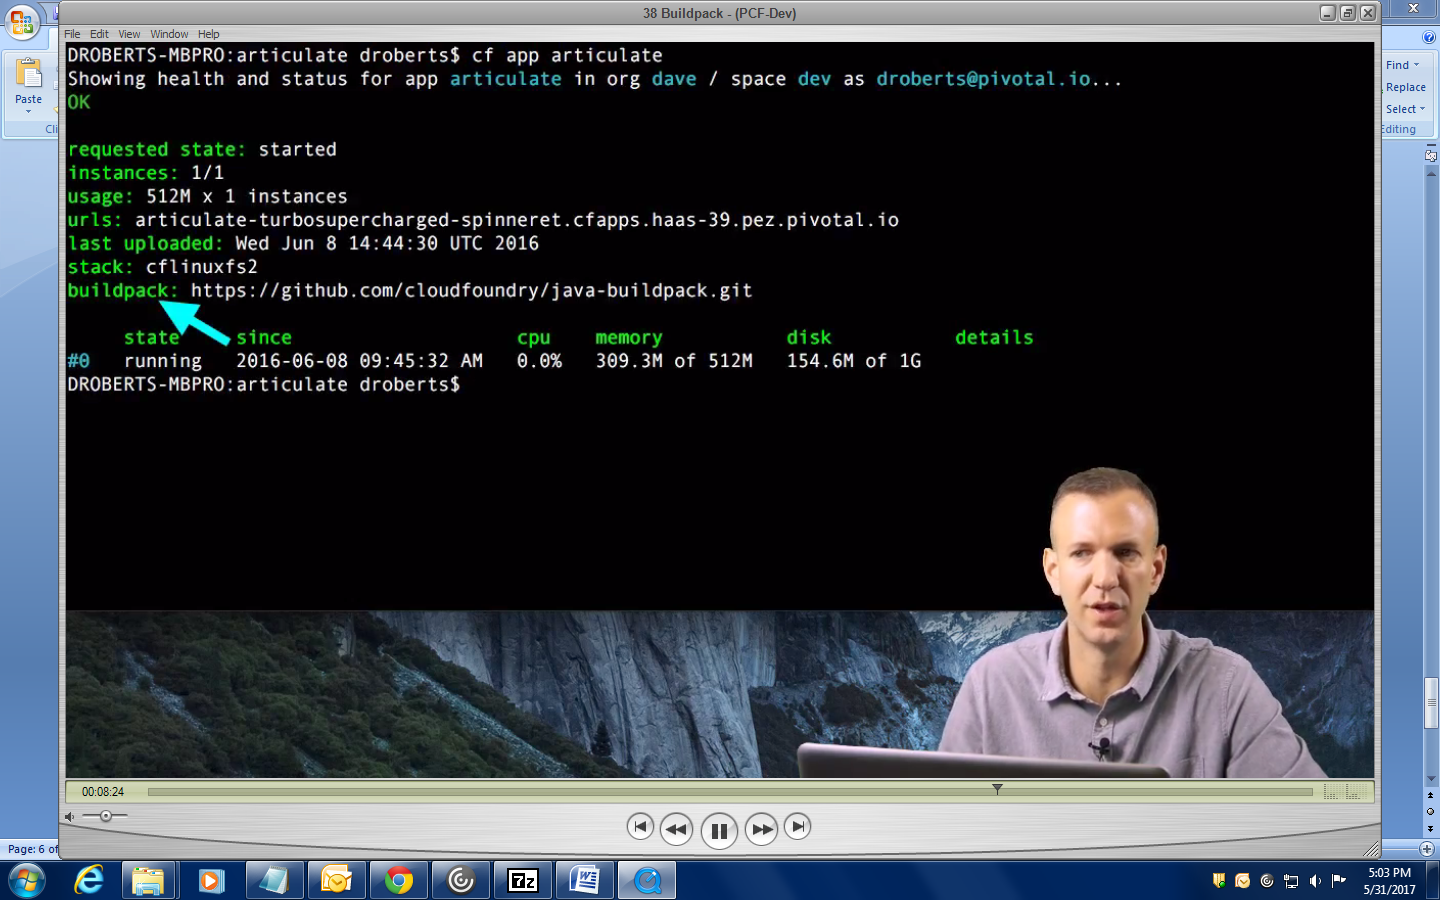 38 Buildpack - (PCF-Dev)
File Edit View Window Help
DROBERTS-MBPRO:articulate droberts$ cf app articulate
Showing health and status for app articulate in org dave / space dev as droberts@pivotal.io...
OK
requested state: started
instances: 1/1
usage: 512M x 1 instances
urls: articulate-turbosupercharged-spinneret.cfapps.haas-39.pez.pivotal.io
last uploaded: Wed Jun 8 14:44:30 UTC 2016
stack: cflinuxfs2
buildpack: https://github.com/cloudfoundry/java-buildpack.git
state since cpu memory disk details
#0 running 2016-06-08 09:45:32 AM 0.0% 309.3M of 512M 154.6M of 1G
DROBERTS-MBPRO:articulate droberts$
Paste
Find
Replace
Select
Editing
00:08:24
Page: 6 of
7z
W
5:03 PM
5/31/2017